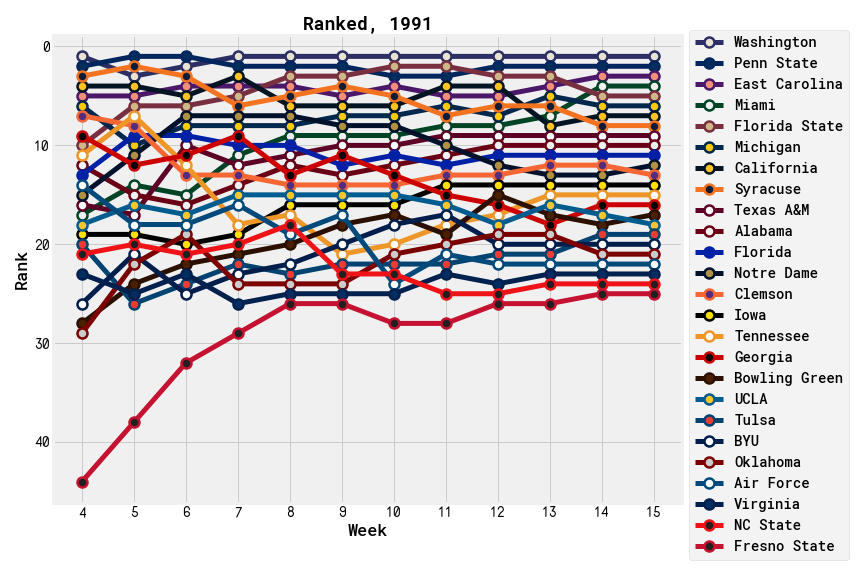 Ranked, 1991
Rank
0
10
20
30
40
4 5 6 7 8 9 10 11 12 13 14 15
Week
Washington
Penn State
East Carolina
Miami
Florida State
Michigan
California
Syracuse
Texas A&M
Alabama
Florida
Notre Dame
Clemson
Iowa
Tennessee
Georgia
Bowling Green
UCLA
Tulsa
BYU
Oklahoma
Air Force
Virginia
NC State
Fresno State